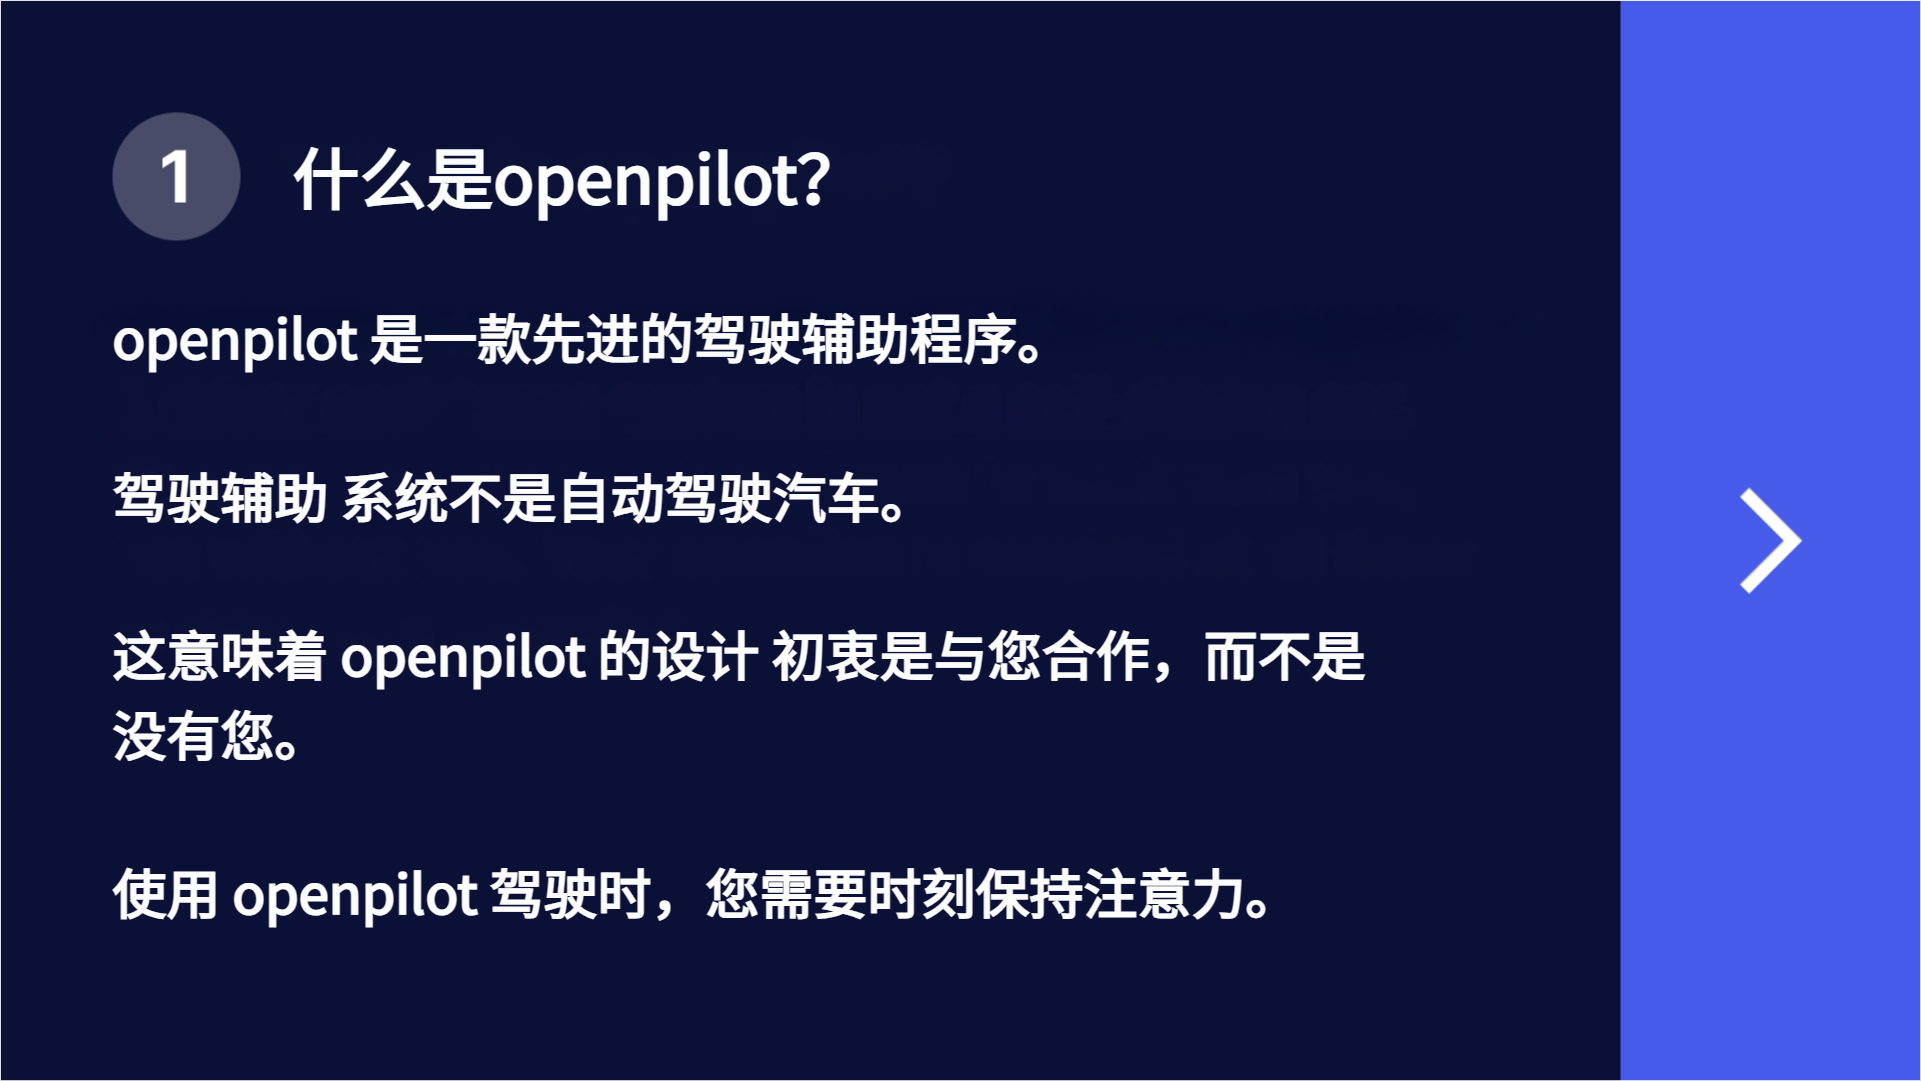 1 什么是openpilot?
openpilot 是一款先进的驾驶辅助程序。
驾驶辅助 系统不是自动驾驶汽车。
这意味着 openpilot 的设计 初衷是与您合作，而不是
没有您。
使用 openpilot 驾驶时，您需要时刻保持注意力。